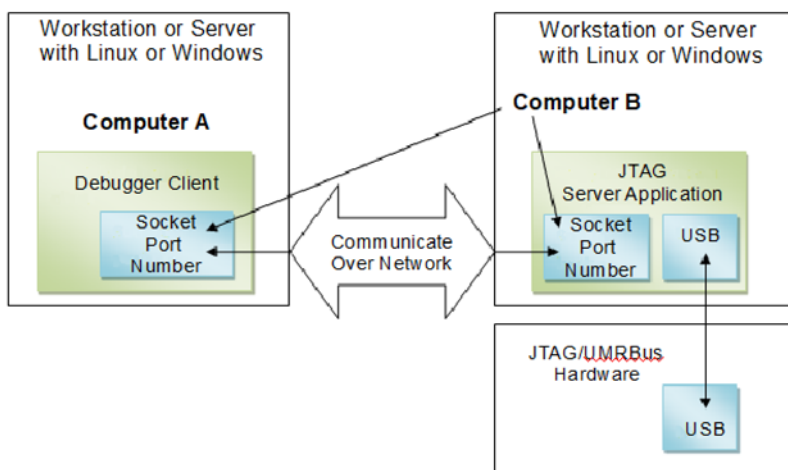 Workstation or Server
with Linux or Windows
Computer A
Debugger Client
Socket
Port
Number
Communicate
Over Network
Workstation or Server
with Linux or Windows
Computer B
JTAG
Server Application
Socket
Port
Number
USB
JTAG/UMRBus
Hardware
USB